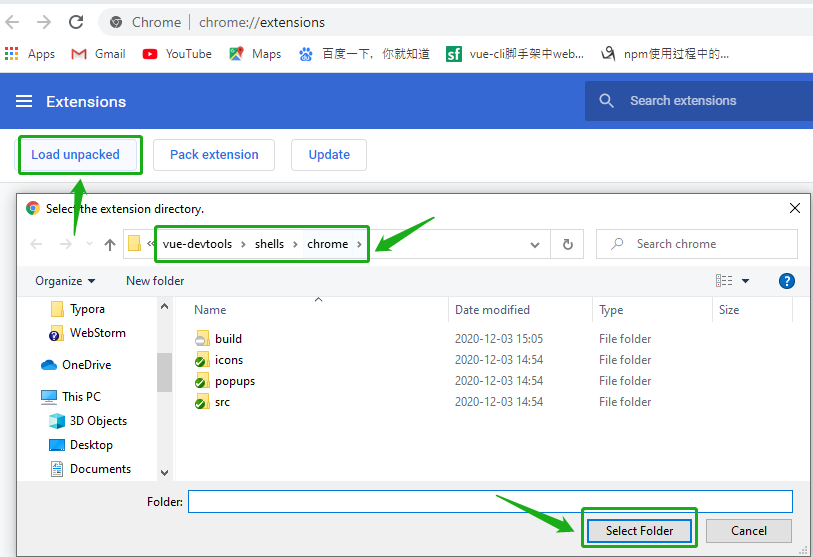 Chrome | chrome://extensions
Apps Gmail YouTube Maps 百度一下，你就知道 vue-cli脚手架中web... npm使用过程中的...
Extensions Search extensions
Load unpacked Pack extension Update
Select the extension directory.
« vue-devtools › shells › chrome › Search chrome
Organize New folder
Typora
WebStorm
OneDrive
This PC
3D Objects
Desktop
Documents
Name Date modified Type Size
build 2020-12-03 15:05 File folder
icons 2020-12-03 14:54 File folder
popups 2020-12-03 14:54 File folder
src 2020-12-03 14:54 File folder
Folder:
Select Folder Cancel